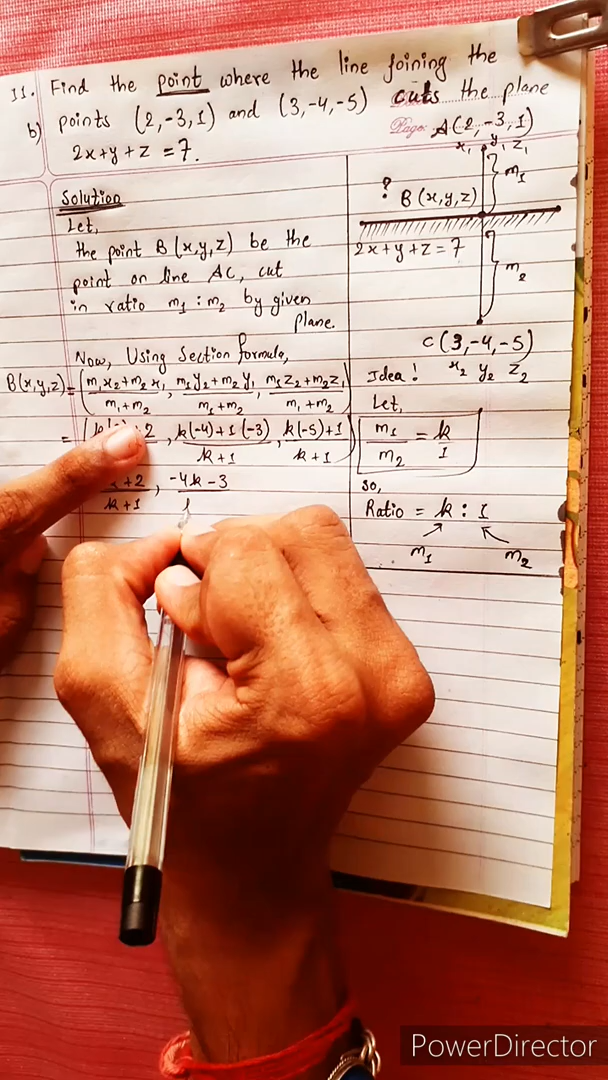 11. Find the point where the line joining the
b) points (2,-3,1) and (3,-4,-5) cuts the plane
2x+y+z=7.
Page:
A(2,-3,1)
x₁ y₁ z₁
m₁
? B(x,y,z)
2x+y+z=7
m₂
C(3,-4,-5)
x₂ y₂ z₂
Solution
Let,
the point B(x,y,z) be the
point on line AC, cut
in ratio m₁:m₂ by given
plane.
Now, Using Section formula,
B(x,y,z)=(m₁x₂+m₂x₁/m₁+m₂, m₁y₂+m₂y₁/m₁+m₂, m₁z₂+m₂z₁/m₁+m₂)
= ( +2, k(-4)+1(-3)/k+1, k(-5)+1/k+1)
+2/k+1, -4k-3/
Idea!
Let,
m₁/m₂ = k/1
so,
Ratio = k : 1
m₁ m₂
PowerDirector